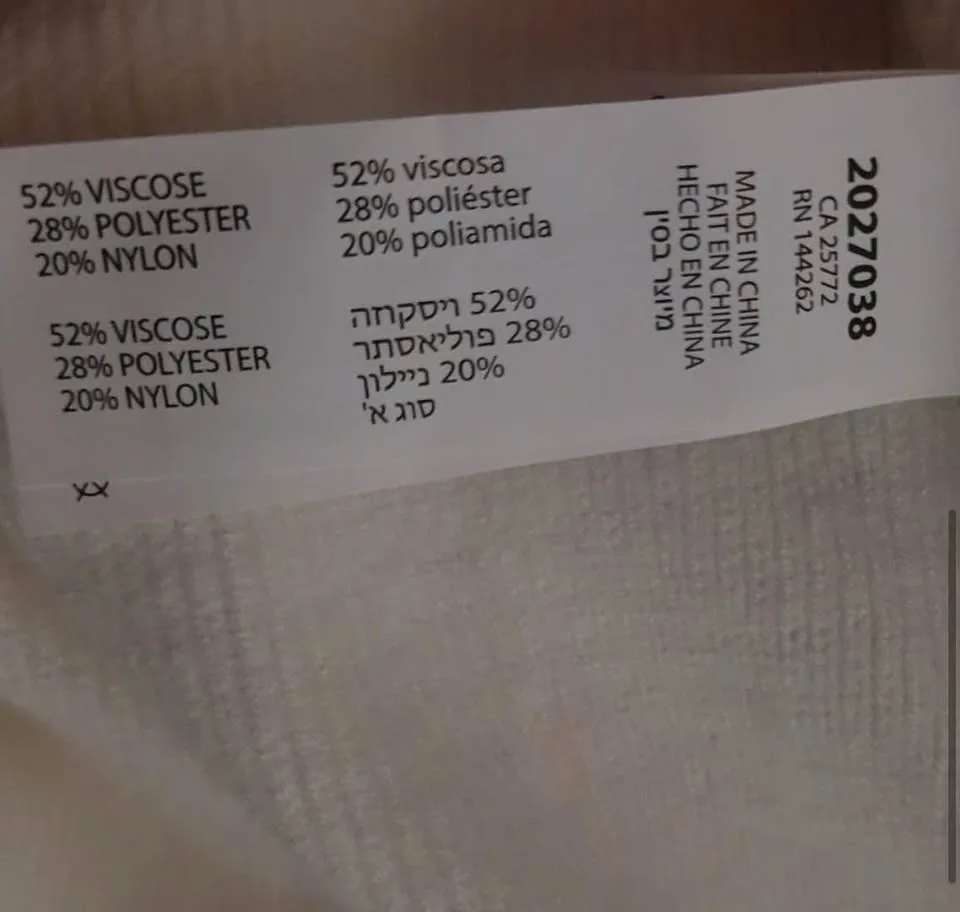 52% VISCOSE
28% POLYESTER
20% NYLON
52% VISCOSE
28% POLYESTER
20% NYLON
xx
52% viscosa
28% poliéster
20% poliamida
52% ויסקוזה
28% פוליאסתר
20% ניילון
סוג א'
MADE IN CHINA
FAIT EN CHINE
HECHO EN CHINA
מיוצר בסין
2027038
CA 25772
RN 144262